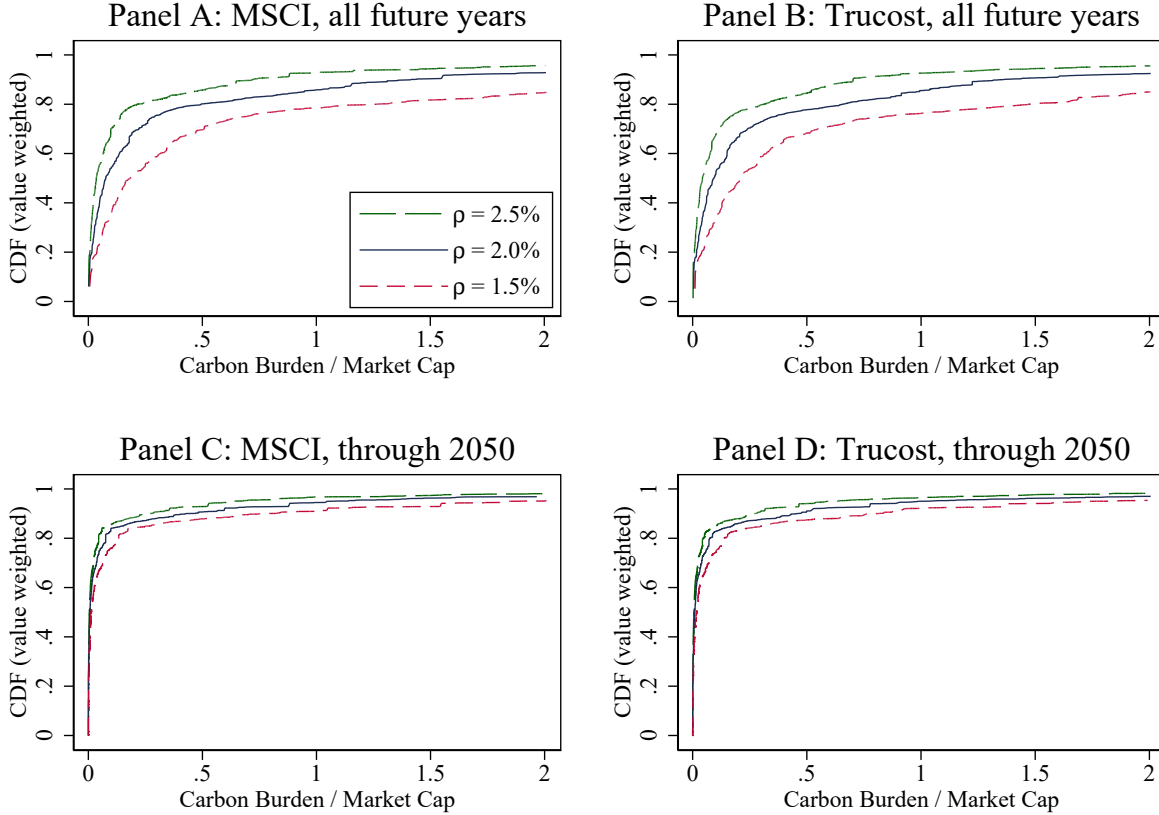 Panel A: MSCI, all future years
CDF (value weighted)
0 .2 .4 .6 .8 1
ρ = 2.5%
ρ = 2.0%
ρ = 1.5%
0 .5 1 1.5 2
Carbon Burden / Market Cap
Panel B: Trucost, all future years
CDF (value weighted)
0 .2 .4 .6 .8 1
0 .5 1 1.5 2
Carbon Burden / Market Cap
Panel C: MSCI, through 2050
CDF (value weighted)
0 .2 .4 .6 .8 1
0 .5 1 1.5 2
Carbon Burden / Market Cap
Panel D: Trucost, through 2050
CDF (value weighted)
0 .2 .4 .6 .8 1
0 .5 1 1.5 2
Carbon Burden / Market Cap